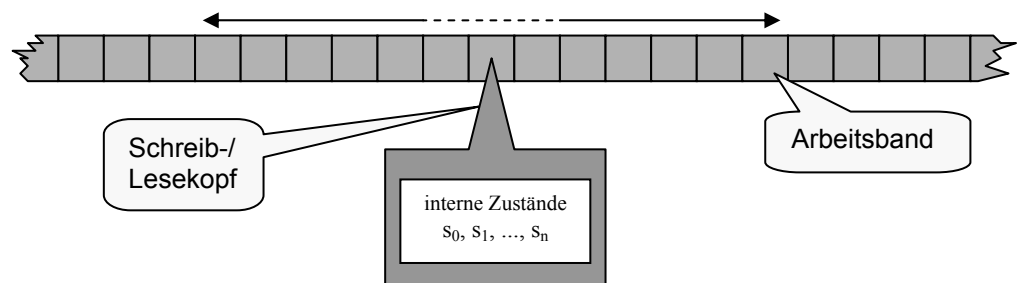 Schreib-/
Lesekopf
Arbeitsband
interne Zustände
s₀, s₁, ..., sₙ